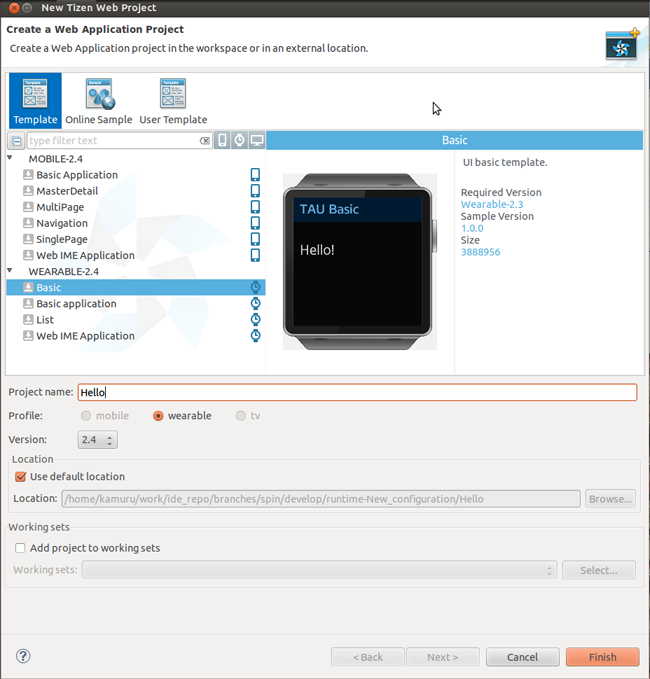 New Tizen Web Project
Create a Web Application Project
Create a Web Application project in the workspace or in an external location.
Template
Online Sample
User Template
type filter text
Basic
MOBILE-2.4
Basic Application
MasterDetail
MultiPage
Navigation
SinglePage
Web IME Application
WEARABLE-2.4
Basic
Basic application
List
Web IME Application
TAU Basic
Hello!
UI basic template.
Required Version
Wearable-2.3
Sample Version
1.0.0
Size
3888956
Project name: Hello
Profile: mobile wearable tv
Version: 2.4
Location
Use default location
Location: /home/kamuru/work/ide_repo/branches/spin/develop/runtime-New_configuration/Hello Browse...
Working sets
Add project to working sets
Working sets: Select...
? < Back Next > Cancel Finish